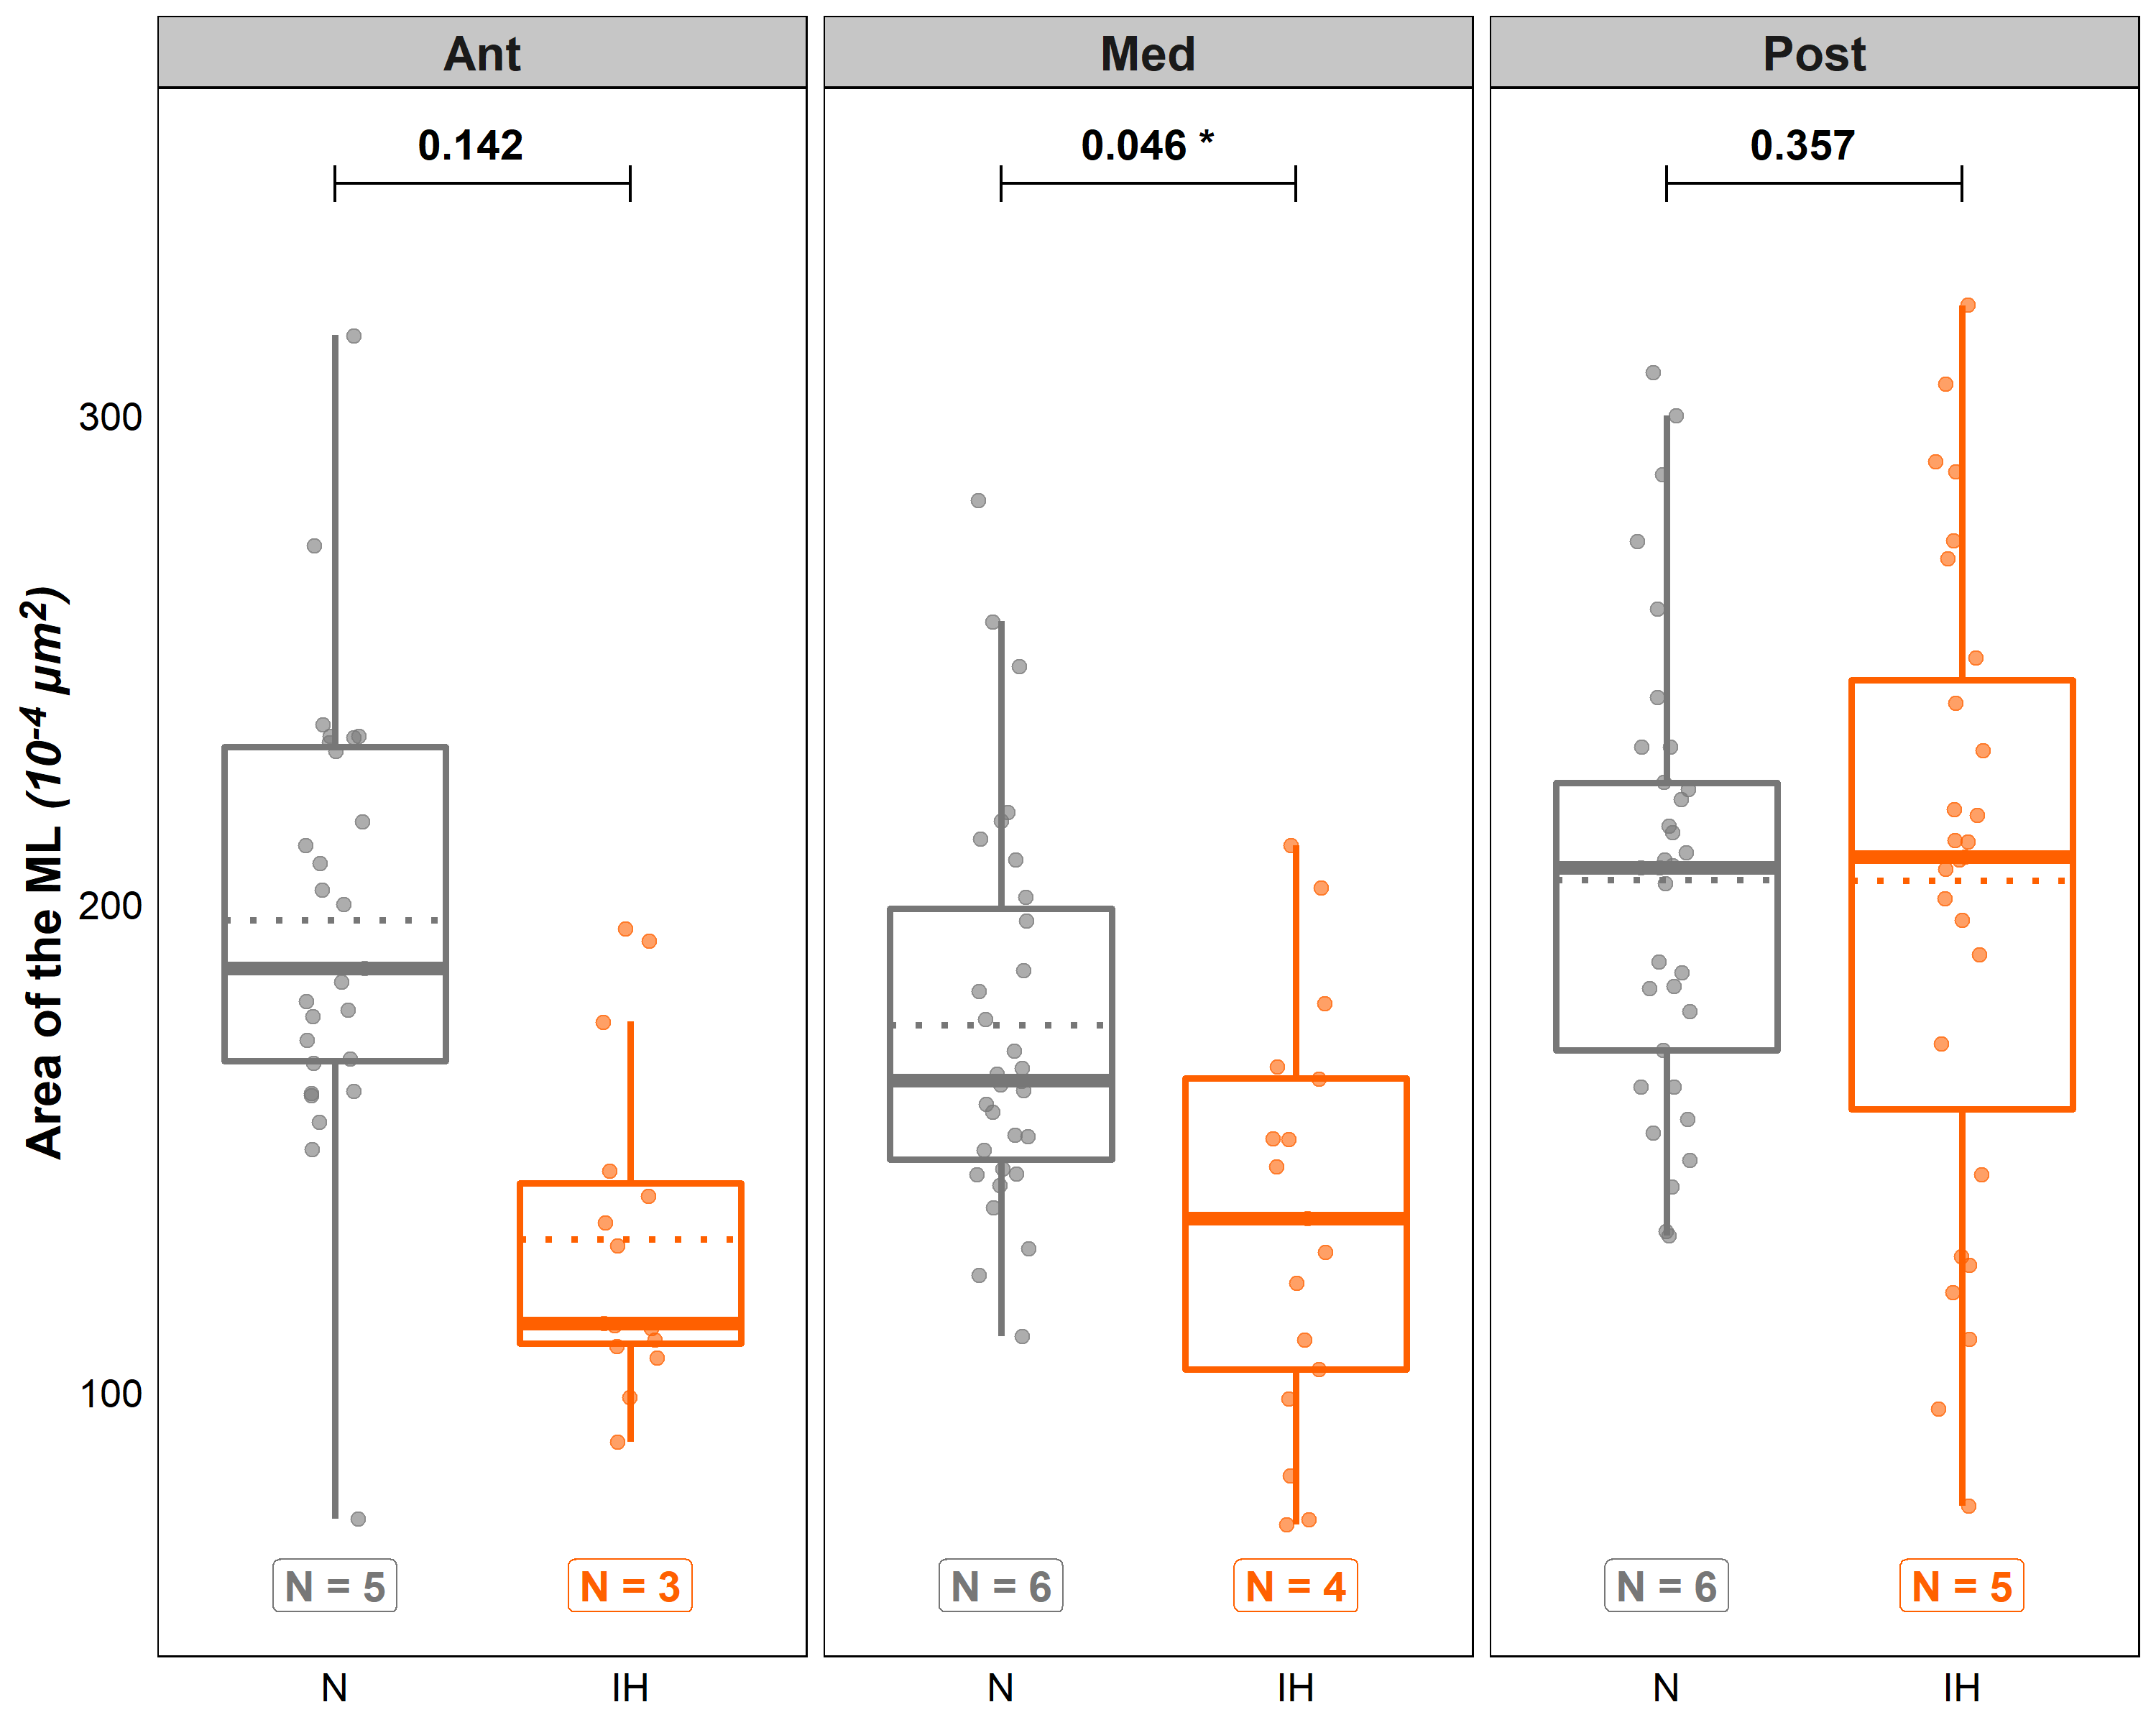 Ant
Med
Post
0.142
0.046 *
0.357
Area of the ML (10⁻⁴ µm²)
300
200
100
N = 5
N = 3
N = 6
N = 4
N = 6
N = 5
N
IH
N
IH
N
IH